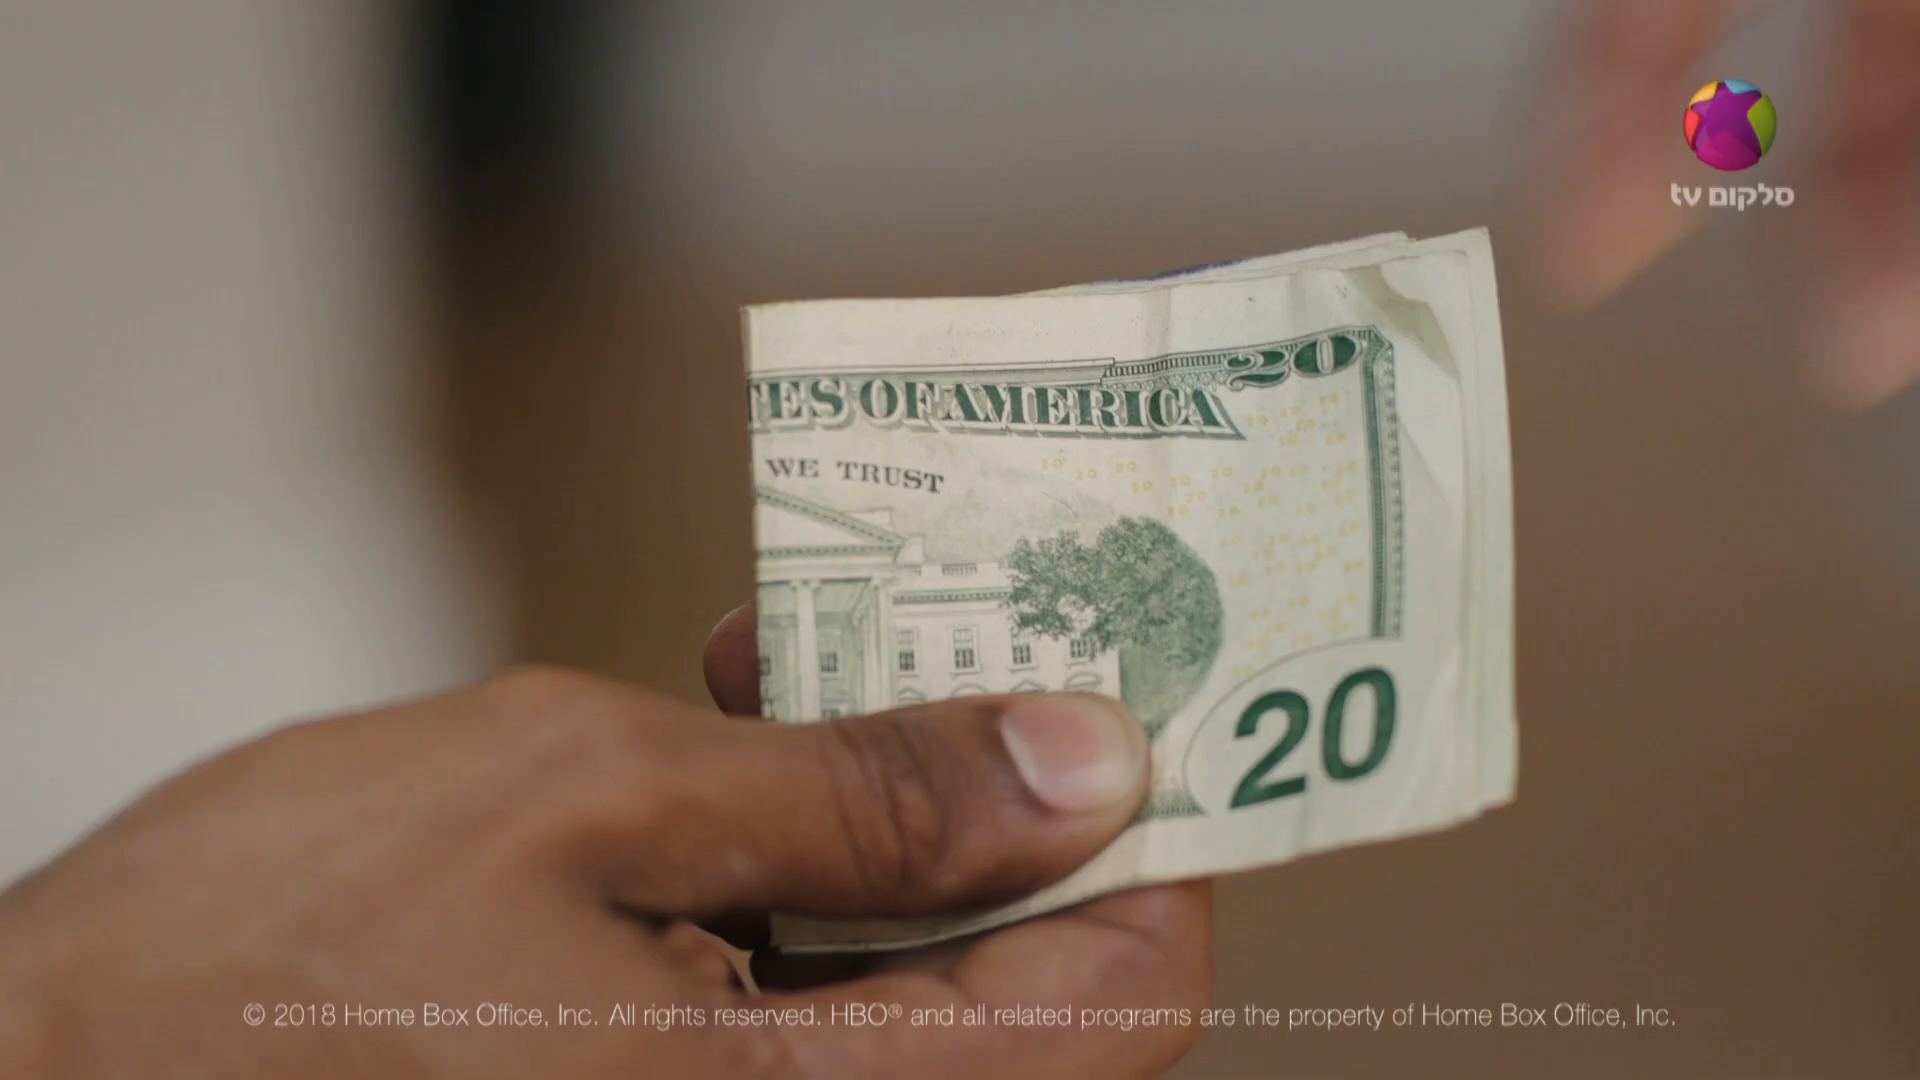 סלקום tv
20
TES OF AMERICA
WE TRUST
20
© 2018 Home Box Office, Inc. All rights reserved. HBO® and all related programs are the property of Home Box Office, Inc.